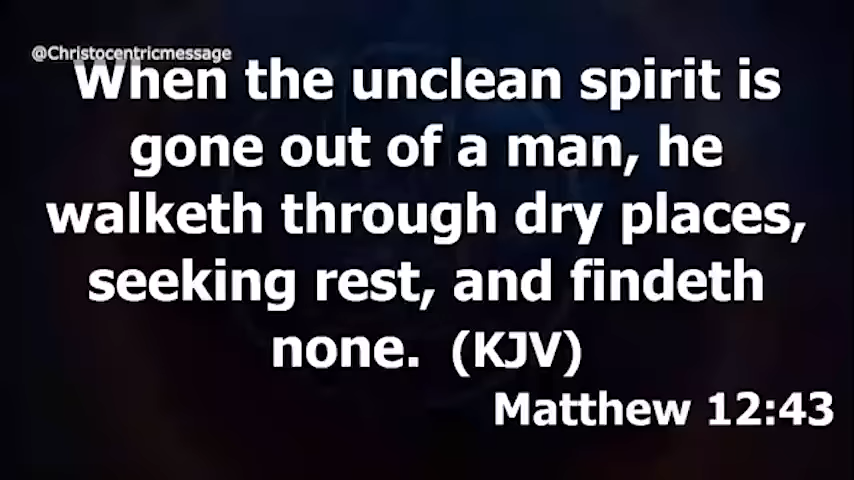 @Christocentricmessage
When the unclean spirit is
gone out of a man, he
walketh through dry places,
seeking rest, and findeth
none. (KJV)
Matthew 12:43